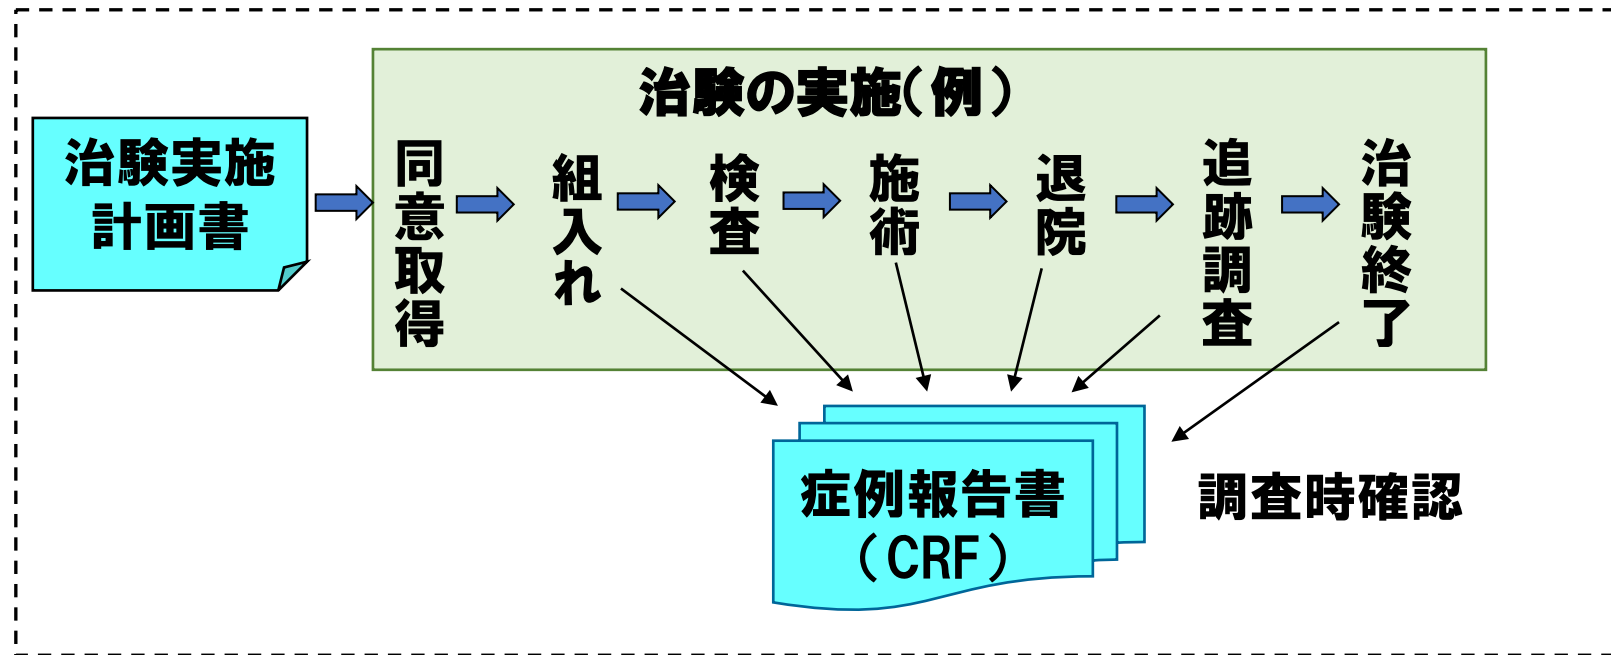 治験の実施(例)
治験実施
計画書
同意取得
組入れ
検査
施術
退院
追跡調査
治験終了
症例報告書
(CRF)
調査時確認